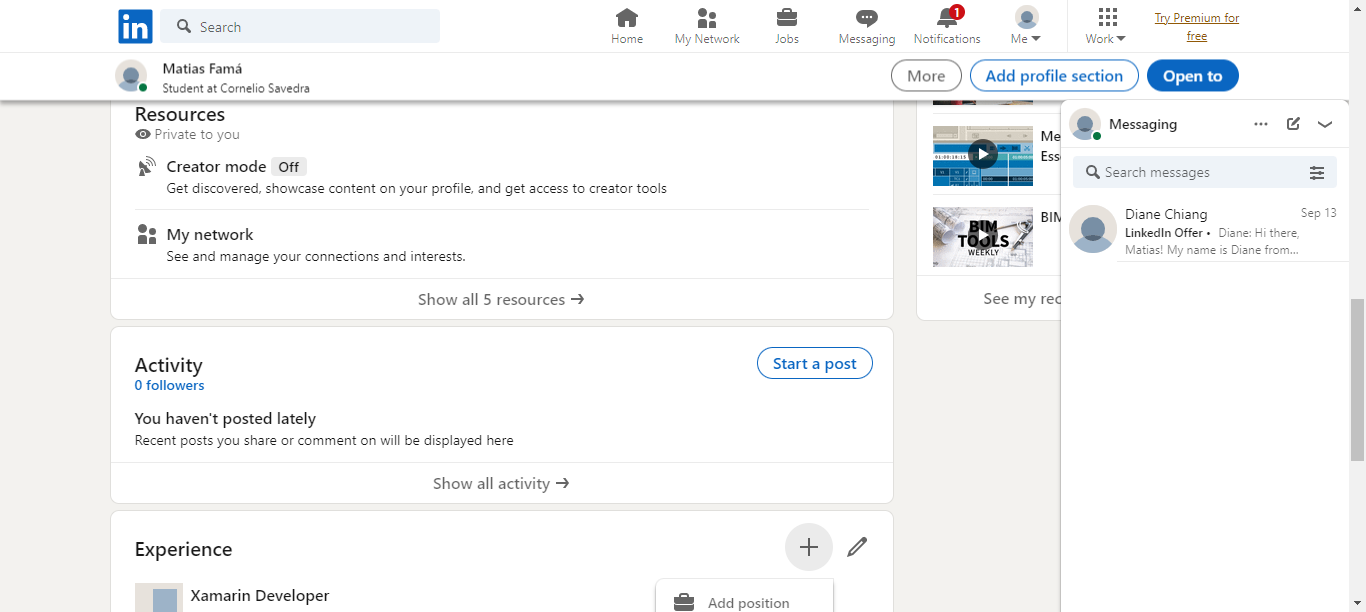 in
Search
Home
My Network
Jobs
Messaging
Notifications
1
Me
Work
Try Premium for
free
Matias Famá
Student at Cornelio Savedra
More
Add profile section
Open to
Resources
Private to you
Creator mode Off
Get discovered, showcase content on your profile, and get access to creator tools
My network
See and manage your connections and interests.
Show all 5 resources →
Activity
0 followers
Start a post
You haven't posted lately
Recent posts you share or comment on will be displayed here
Show all activity →
Experience
Xamarin Developer
Add position
Me
Ess
BIM
TOOLS
WEEKLY
BIM
See my rec
Messaging
Search messages
Diane Chiang
Sep 13
LinkedIn Offer • Diane: Hi there,
Matias! My name is Diane from...